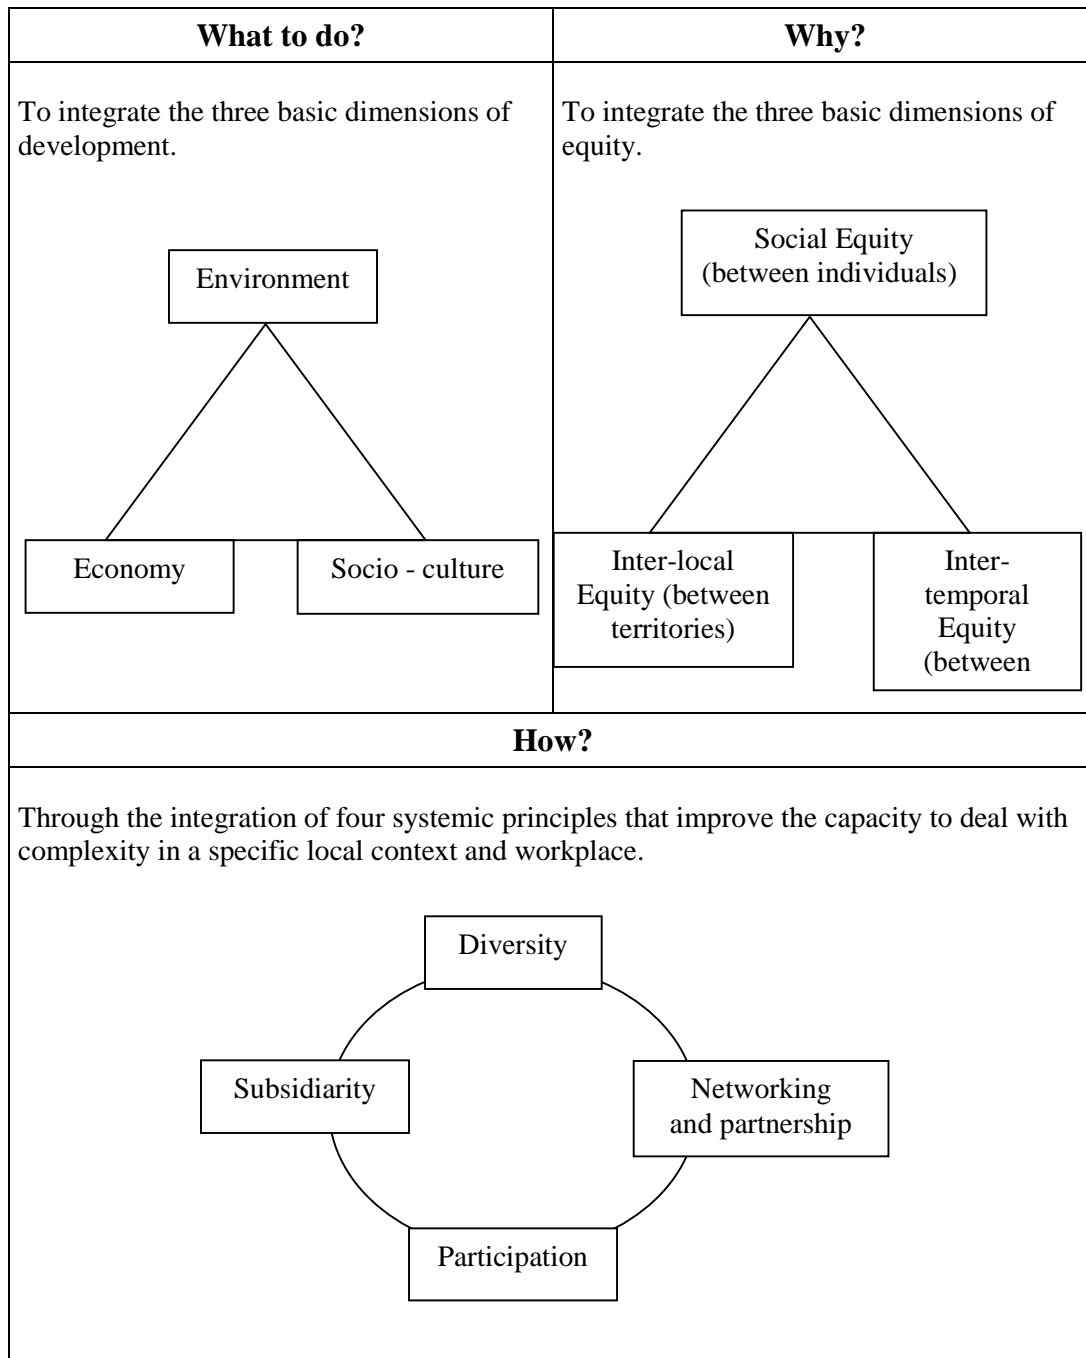 What to do?
Why?
To integrate the three basic dimensions of
development.
To integrate the three basic dimensions of
equity.
Environment
Economy
Socio - culture
Social Equity
(between individuals)
Inter-local
Equity (between
territories)
Inter-
temporal
Equity
(between
How?
Through the integration of four systemic principles that improve the capacity to deal with
complexity in a specific local context and workplace.
Diversity
Subsidiarity
Networking
and partnership
Participation